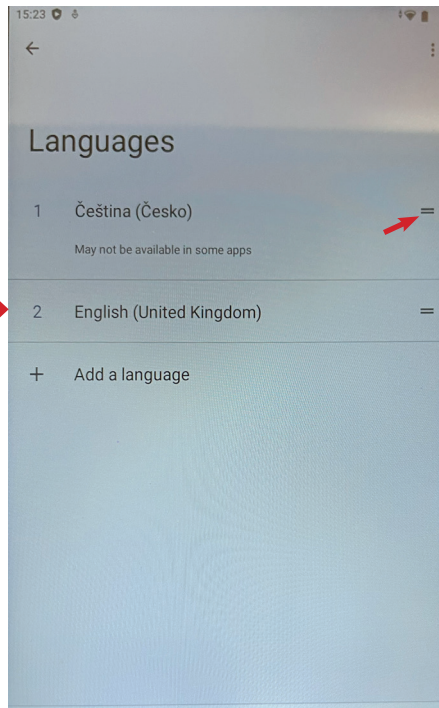 15:23
Languages
1 Čeština (Česko)
May not be available in some apps
2 English (United Kingdom)
+ Add a language